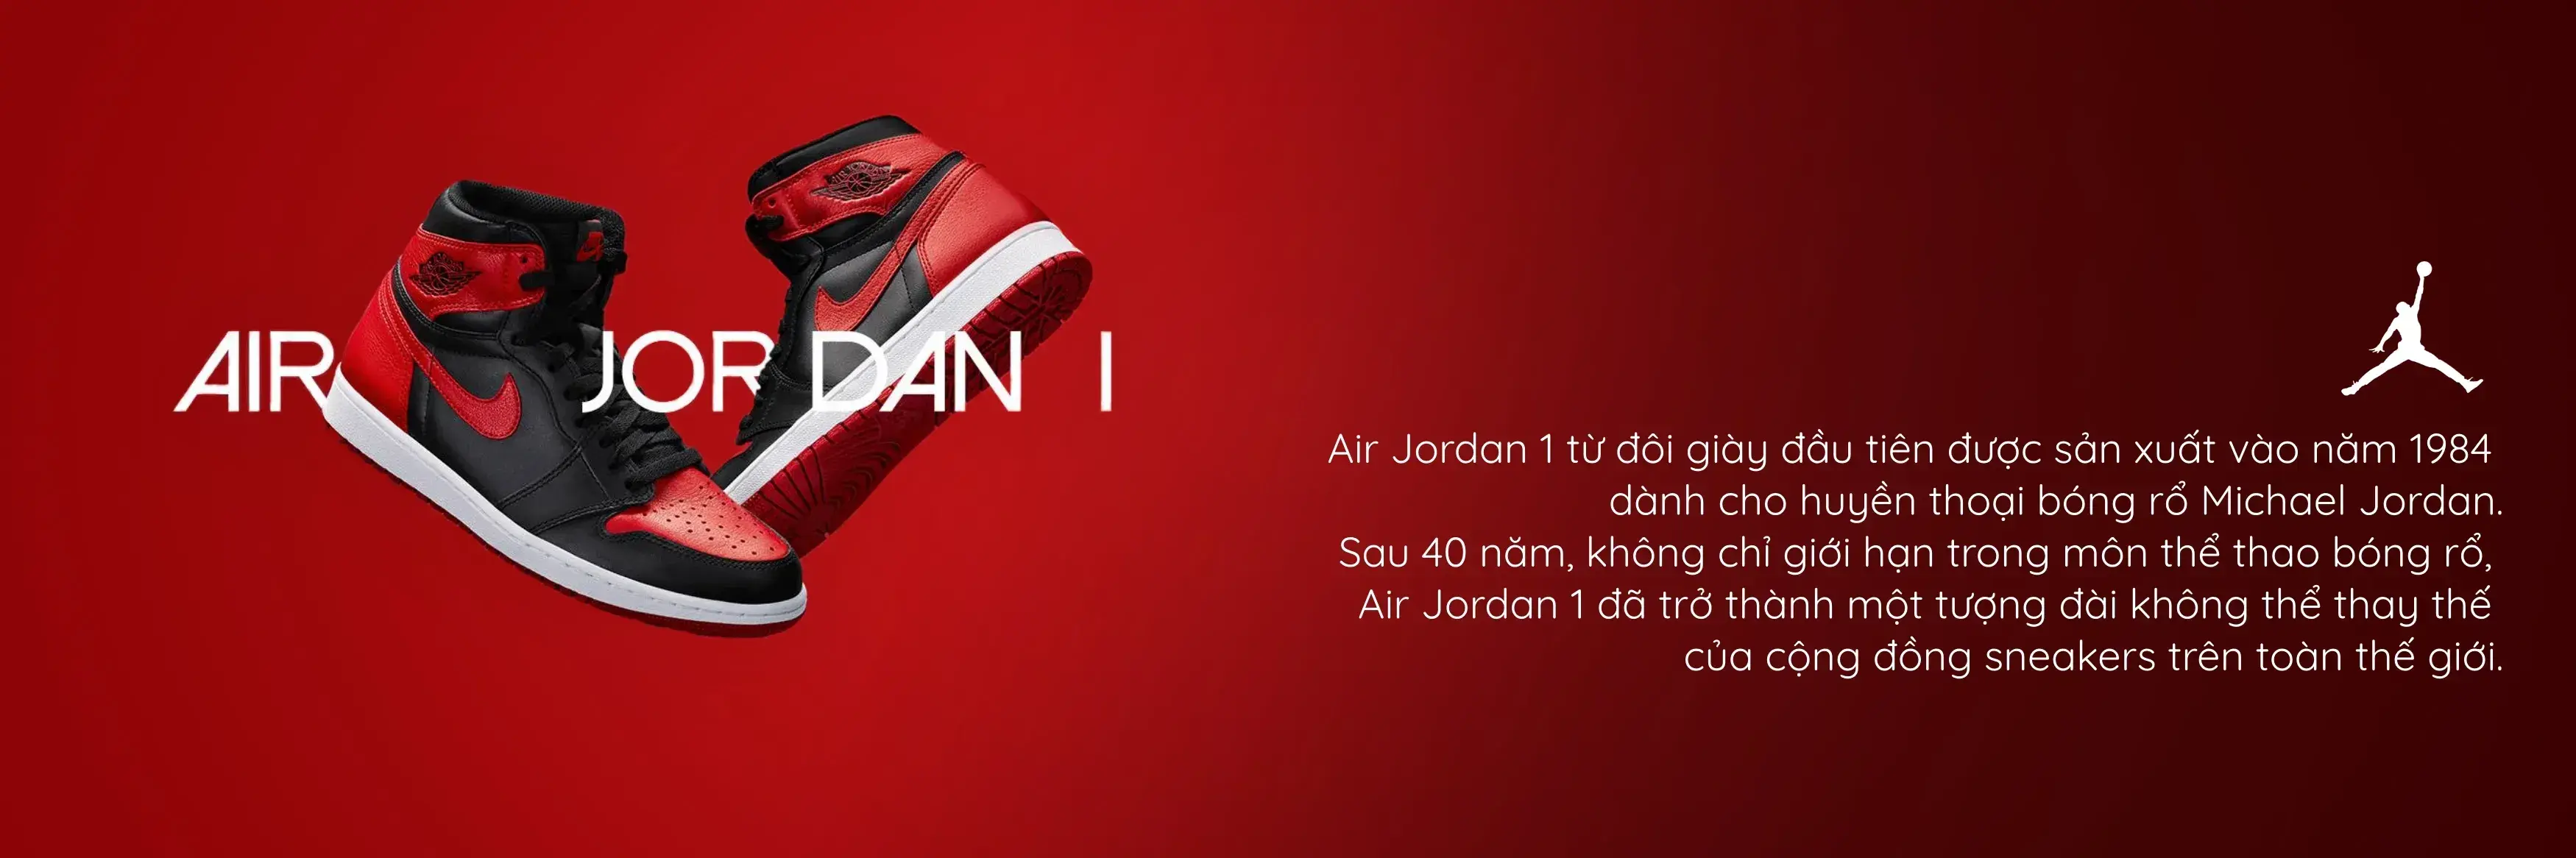 AIR JORDAN I
Air Jordan 1 từ đôi giày đầu tiên được sản xuất vào năm 1984
dành cho huyền thoại bóng rổ Michael Jordan.
Sau 40 năm, không chỉ giới hạn trong môn thể thao bóng rổ,
Air Jordan 1 đã trở thành một tượng đài không thể thay thế
của cộng đồng sneakers trên toàn thế giới.